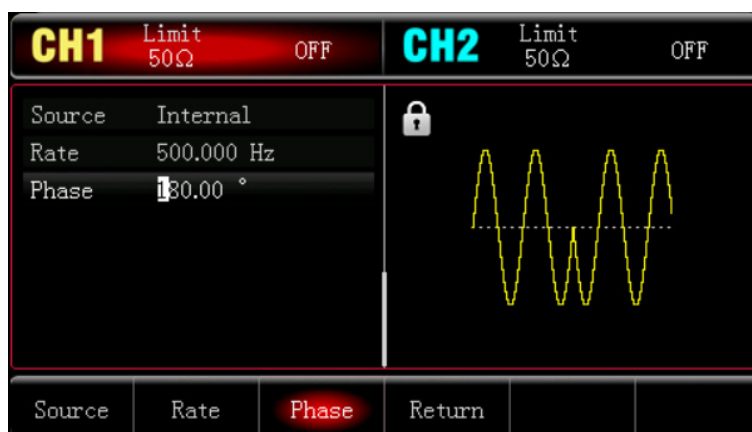 CH1 Limit 50Ω OFF CH2 Limit 50Ω OFF
Source Internal
Rate 500.000 Hz
Phase 180.00 °
Source Rate Phase Return